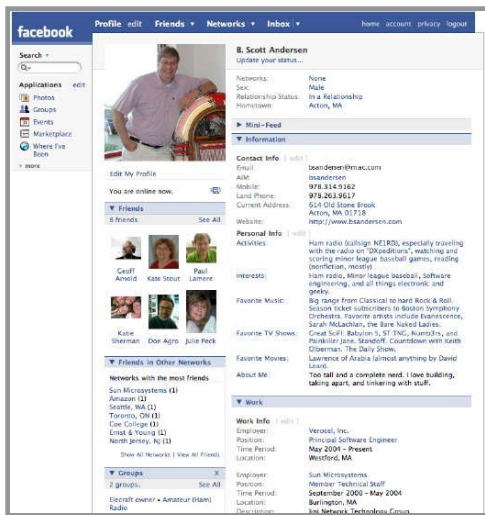 facebook
Profile edit Friends Networks Inbox
home account privacy logout
Search
Applications edit
Photos
Groups
Events
Marketplace
Where I've
Been
more
Edit My Profile
You are online now.
Friends
6 friends. See All
Geoff
Arnold
Kate Stout
Paul
Lamere
Katie
Sherman
Don Agro
Julie Peck
Friends in Other Networks
Networks with the most friends
Sun Microsystems (1)
Amazon (1)
Seattle, WA (1)
Toronto, ON (1)
Coe College (1)
Ernst & Young (1)
North Jersey, NJ (1)
Show All Networks | View All Friends
Groups X
2 groups. See All
Elecraft owner • Amateur (Ham)
Radio
B. Scott Andersen
Update your status...
Networks: None
Sex: Male
Relationship Status: In a Relationship
Hometown: Acton, MA
Mini-Feed
Information
Contact Info [ edit ]
Email: bsandersen@mac.com
AIM: bsandersen
Mobile: 978.314.9162
Land Phone: 978.263.9617
Current Address: 614 Old Stone Brook
Acton, MA 01718
Website: http://www.bsandersen.com
Personal Info [ edit ]
Activities: Ham radio (callsign NE1RD), especially traveling
with the radio on "DXpeditions", watching and
scoring minor league baseball games, reading
(nonfiction, mostly)
Interests: Ham radio, Minor league baseball, Software
engineering, and all things electronic and
geeky.
Favorite Music: Big range from Classical to hard Rock & Roll.
Season ticket subscribers to Boston Symphony
Orchestra. Favorite artists include Evanescence,
Sarah McLachlan, the Bare Naked Ladies.
Favorite TV Shows: Great SciFi: Babylon 5, ST TNG, Numb3rs, and
Painkiller Jane. Standoff. Countdown with Keith
Olberman. The Daily Show.
Favorite Movies: Lawrence of Arabia (almost anything by David
Lean).
About Me: Too tall and a complete nerd. I love building,
taking apart, and tinkering with stuff.
Work
Work Info [ edit ]
Employer: Verocel, Inc.
Position: Principal Software Engineer
Time Period: May 2004 - Present
Location: Westford, MA
Employer: Sun Microsystems
Position: Member Technical Staff
Time Period: September 2000 - May 2004
Location: Burlington, MA
Description: Jini Network Technology Group